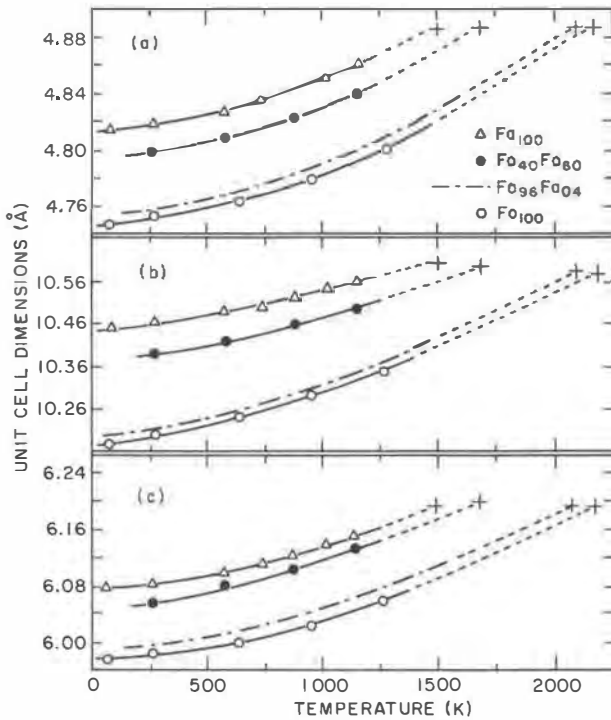 UNIT CELL DIMENSIONS (Å)
(a)
4.88
4.84
4.80
4.76
△ Fa₁₀₀
● Fo₄₀Fa₆₀
Fo₉₆Fa₀₄
○ Fo₁₀₀
(b)
10.56
10.46
10.36
10.26
(c)
6.24
6.16
6.08
6.00
0 500 1000 1500 2000
TEMPERATURE (K)